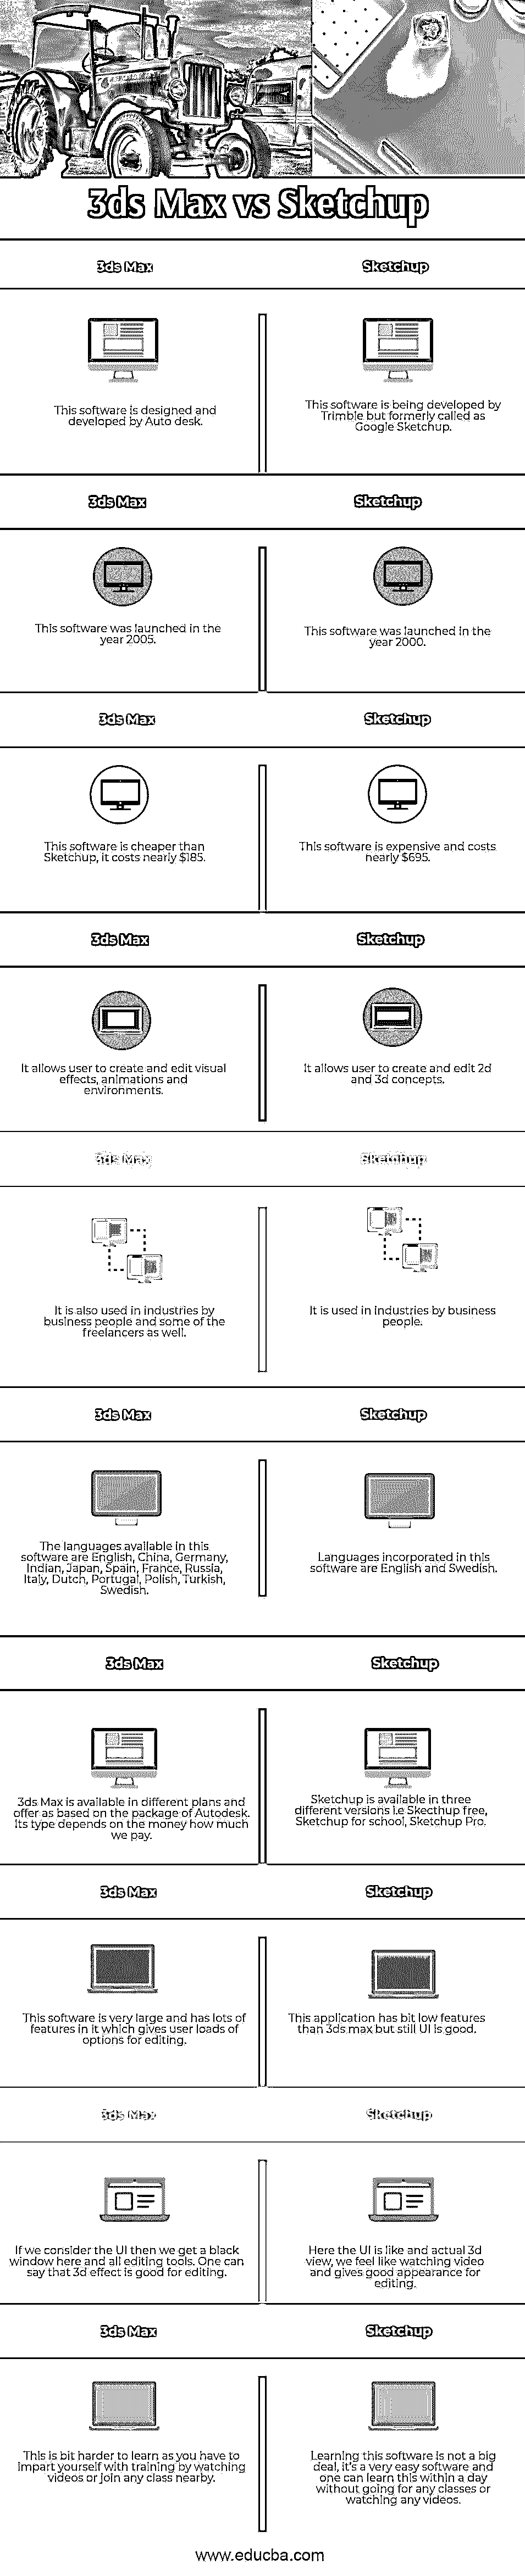 3ds Max vs Sketchup
3ds Max
Sketchup
This software is designed and
developed by Auto desk.
This software is being developed by
Trimble but formerly called as
Google Sketchup.
3ds Max
Sketchup
This software was launched in the
year 2005.
This software was launched in the
year 2000.
3ds Max
Sketchup
This software is cheaper than
Sketchup, it costs nearly $185.
This software is expensive and costs
nearly $695.
3ds Max
Sketchup
It allows user to create and edit visual
effects, animations and
environments.
It allows user to create and edit 2d
and 3d concepts.
3ds Max
Sketchup
It is also used in industries by
business people and some of the
freelancers as well.
It is used in industries by business
people.
3ds Max
Sketchup
The languages available in this
software are English, China, Germany,
Indian, Japan, Spain, France, Russia,
Italy, Dutch, Portugal, Polish, Turkish,
Swedish.
Languages incorporated in this
software are English and Swedish.
3ds Max
Sketchup
3ds Max is available in different plans and
offer as based on the package of Autodesk.
Its type depends on the money how much
we pay.
Sketchup is available in three
different versions i.e Skecthup free,
Sketchup for school, Sketchup Pro.
3ds Max
Sketchup
This software is very large and has lots of
features in it which gives user loads of
options for editing.
This application has bit low features
than 3ds max but still UI is good.
3ds Max
Sketchup
If we consider the UI then we get a black
window here and all editing tools. One can
say that 3d effect is good for editing.
Here the UI is like and actual 3d
view, we feel like watching video
and gives good appearance for
editing.
3ds Max
Sketchup
This is bit harder to learn as you have to
impart yourself with training by watching
videos or join any class nearby.
Learning this software is not a big
deal, it's a very easy software and
one can learn this within a day
without going for any classes or
watching any videos.
www.educba.com